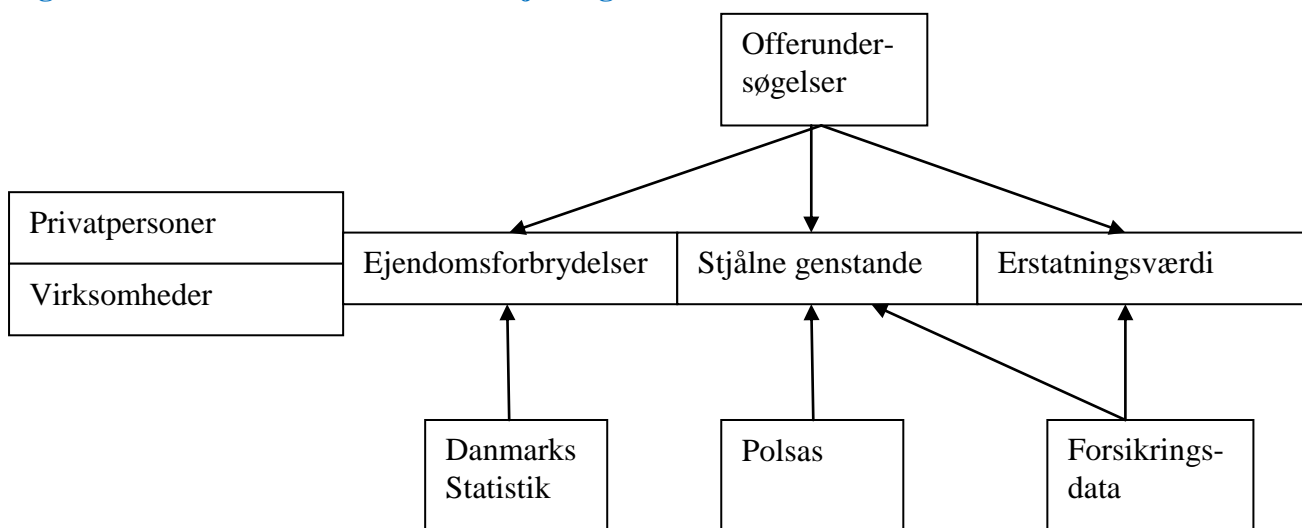 Offerunder-
søgelser
Privatpersoner
Virksomheder
Ejendomsforbrydelser
Stjålne genstande
Erstatningsværdi
Danmarks
Statistik
Polsas
Forsikrings-
data